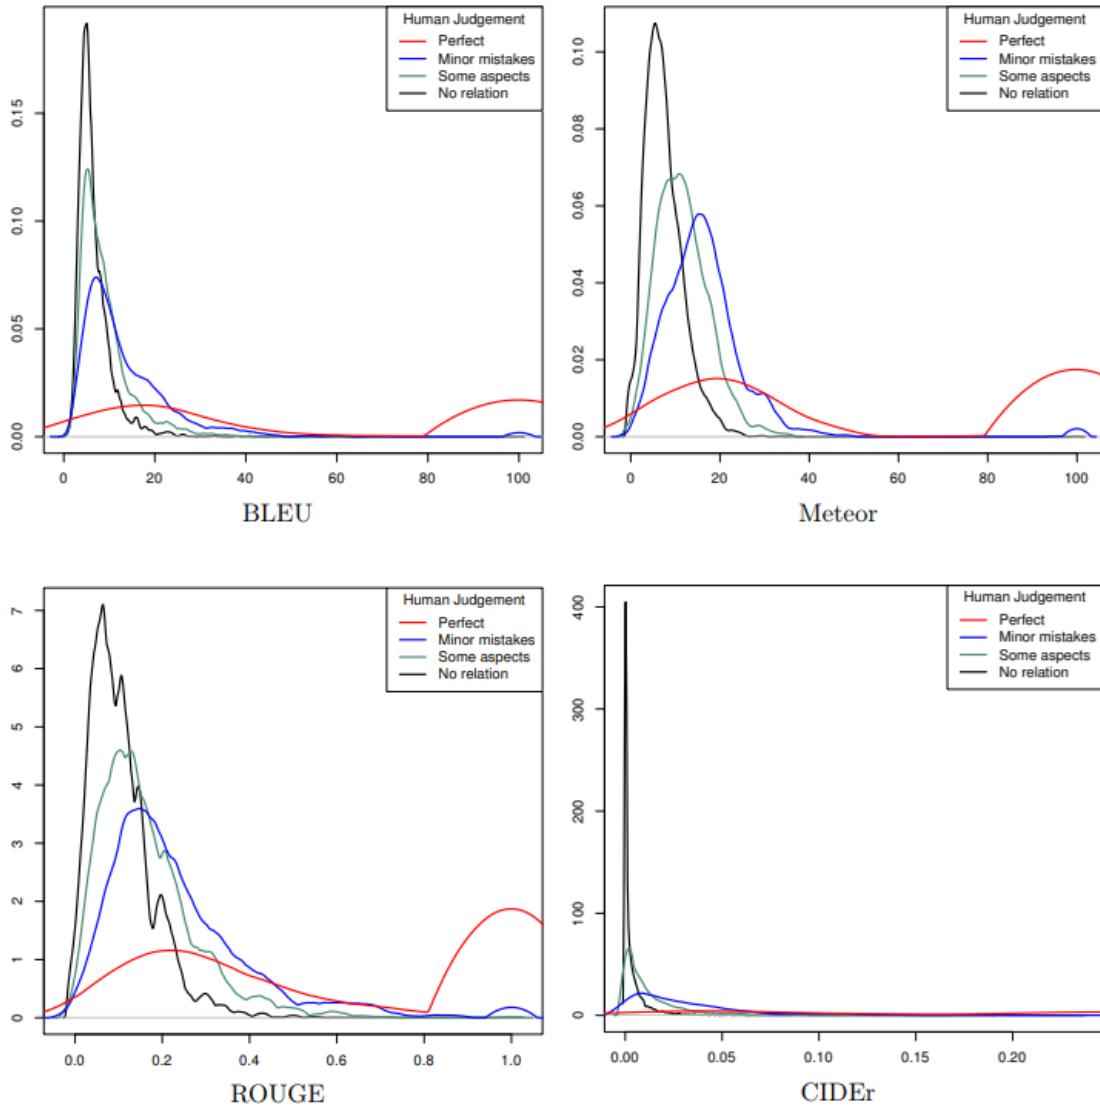 Human Judgement
Perfect
Minor mistakes
Some aspects
No relation
0.15
0.10
0.05
0.00
0 20 40 60 80 100
BLEU
Human Judgement
Perfect
Minor mistakes
Some aspects
No relation
0.10
0.08
0.06
0.04
0.02
0.00
0 20 40 60 80 100
Meteor
Human Judgement
Perfect
Minor mistakes
Some aspects
No relation
7
6
5
4
3
2
1
0
0.0 0.2 0.4 0.6 0.8 1.0
ROUGE
Human Judgement
Perfect
Minor mistakes
Some aspects
No relation
400
300
200
100
0
0.00 0.05 0.10 0.15 0.20
CIDEr